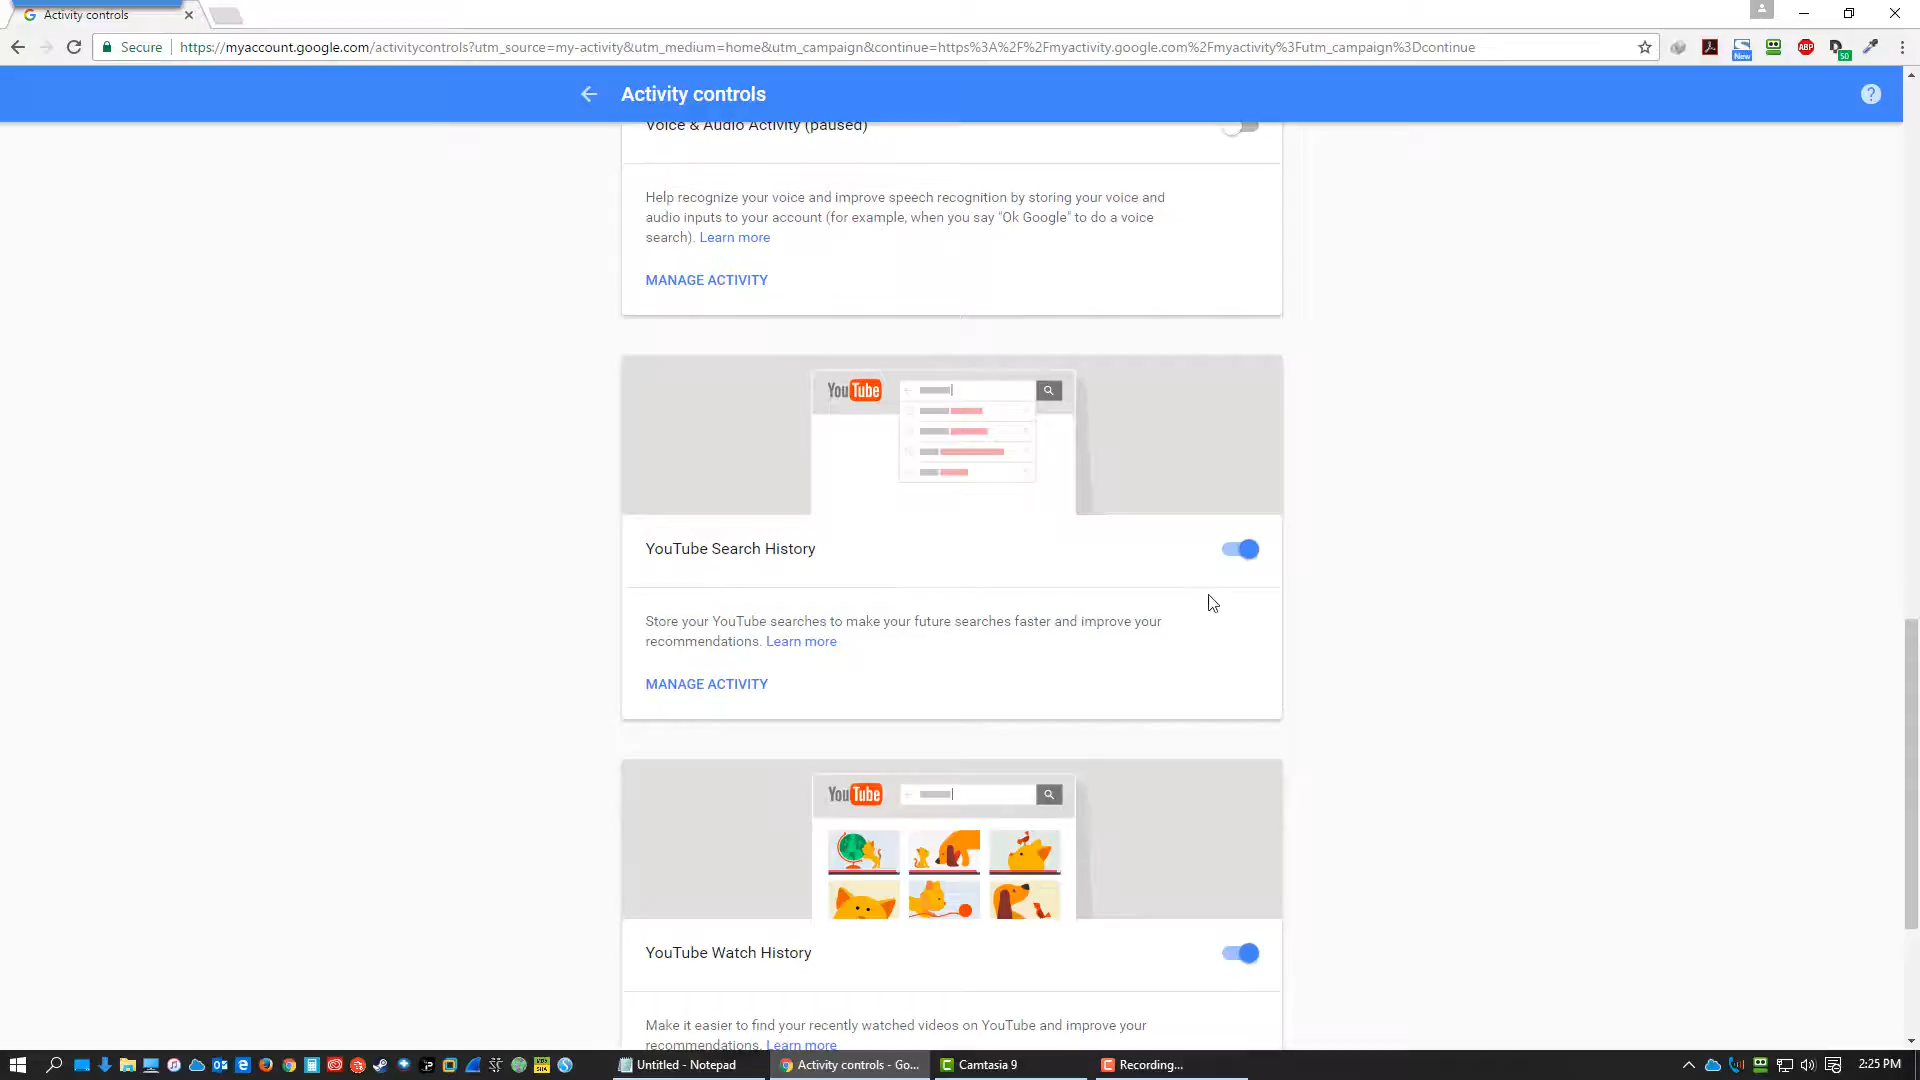 Activity controls
Secure
https://myaccount.google.com/activitycontrols?utm_source=my-activity&utm_medium=home&utm_campaign&continue=https%3A%2F%2Fmyactivity.google.com%2Fmyactivity%3Futm_campaign%3Dcontinue
New
ABP
50
Activity controls
?
Voice & Audio Activity (paused)
Help recognize your voice and improve speech recognition by storing your voice and
audio inputs to your account (for example, when you say "Ok Google" to do a voice
search). Learn more
MANAGE ACTIVITY
YouTube
YouTube Search History
Store your YouTube searches to make your future searches faster and improve your
recommendations. Learn more
MANAGE ACTIVITY
YouTube
YouTube Watch History
Make it easier to find your recently watched videos on YouTube and improve your
recommendations. Learn more
Untitled - Notepad
Activity controls - Go...
Camtasia 9
Recording...
2:25 PM